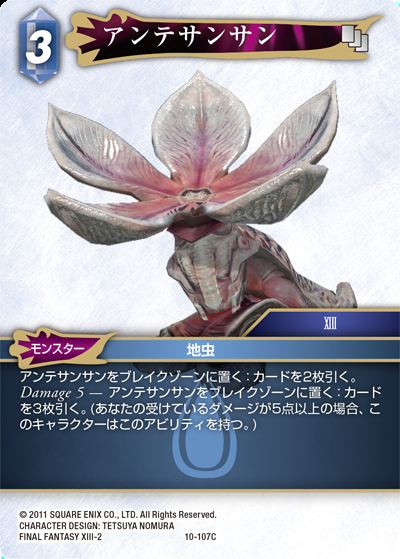 3
アンテサンサン
XIII
モンスター
地虫
アンテサンサンをブレイクゾーンに置く：カードを2枚引く。
Damage 5 — アンテサンサンをブレイクゾーンに置く：カード
を3枚引く。（あなたの受けているダメージが5点以上の場合、こ
のキャラクターはこのアビリティを持つ。）
© 2011 SQUARE ENIX CO., LTD. All Rights Reserved.
CHARACTER DESIGN: TETSUYA NOMURA
FINAL FANTASY XIII-2
10-107C